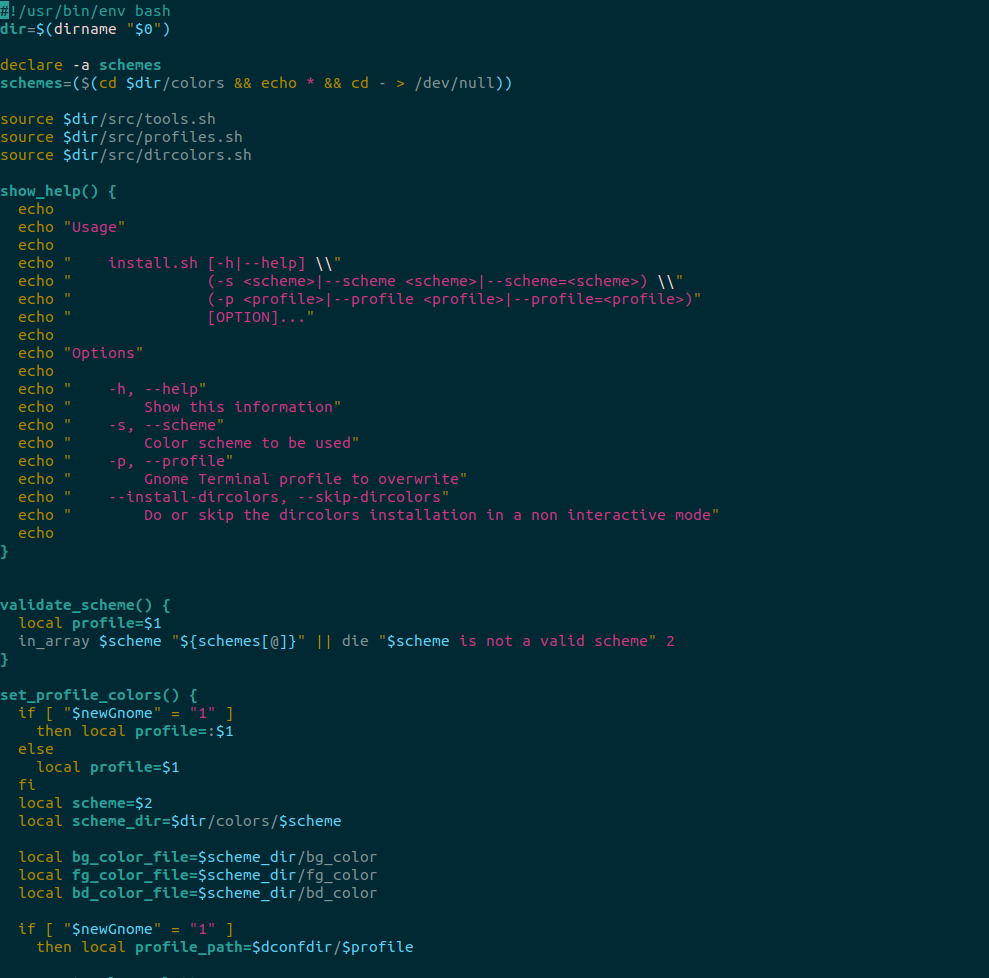 #!/usr/bin/env bash
dir=$(dirname "$0")

declare -a schemes
schemes=($(cd $dir/colors && echo * && cd - > /dev/null))

source $dir/src/tools.sh
source $dir/src/profiles.sh
source $dir/src/dircolors.sh

show_help() {
  echo
  echo "Usage"
  echo
  echo "    install.sh [-h|--help] \\"
  echo "               (-s <scheme>|--scheme <scheme>|--scheme=<scheme>) \\"
  echo "               (-p <profile>|--profile <profile>|--profile=<profile>)"
  echo "               [OPTION]..."
  echo
  echo "Options"
  echo
  echo "    -h, --help"
  echo "        Show this information"
  echo "    -s, --scheme"
  echo "        Color scheme to be used"
  echo "    -p, --profile"
  echo "        Gnome Terminal profile to overwrite"
  echo "    --install-dircolors, --skip-dircolors"
  echo "        Do or skip the dircolors installation in a non interactive mode"
  echo
}


validate_scheme() {
  local profile=$1
  in_array $scheme "${schemes[@]}" || die "$scheme is not a valid scheme" 2
}

set_profile_colors() {
  if [ "$newGnome" = "1" ]
    then local profile=:$1
  else
    local profile=$1
  fi
  local scheme=$2
  local scheme_dir=$dir/colors/$scheme

  local bg_color_file=$scheme_dir/bg_color
  local fg_color_file=$scheme_dir/fg_color
  local bd_color_file=$scheme_dir/bd_color

  if [ "$newGnome" = "1" ]
    then local profile_path=$dconfdir/$profile